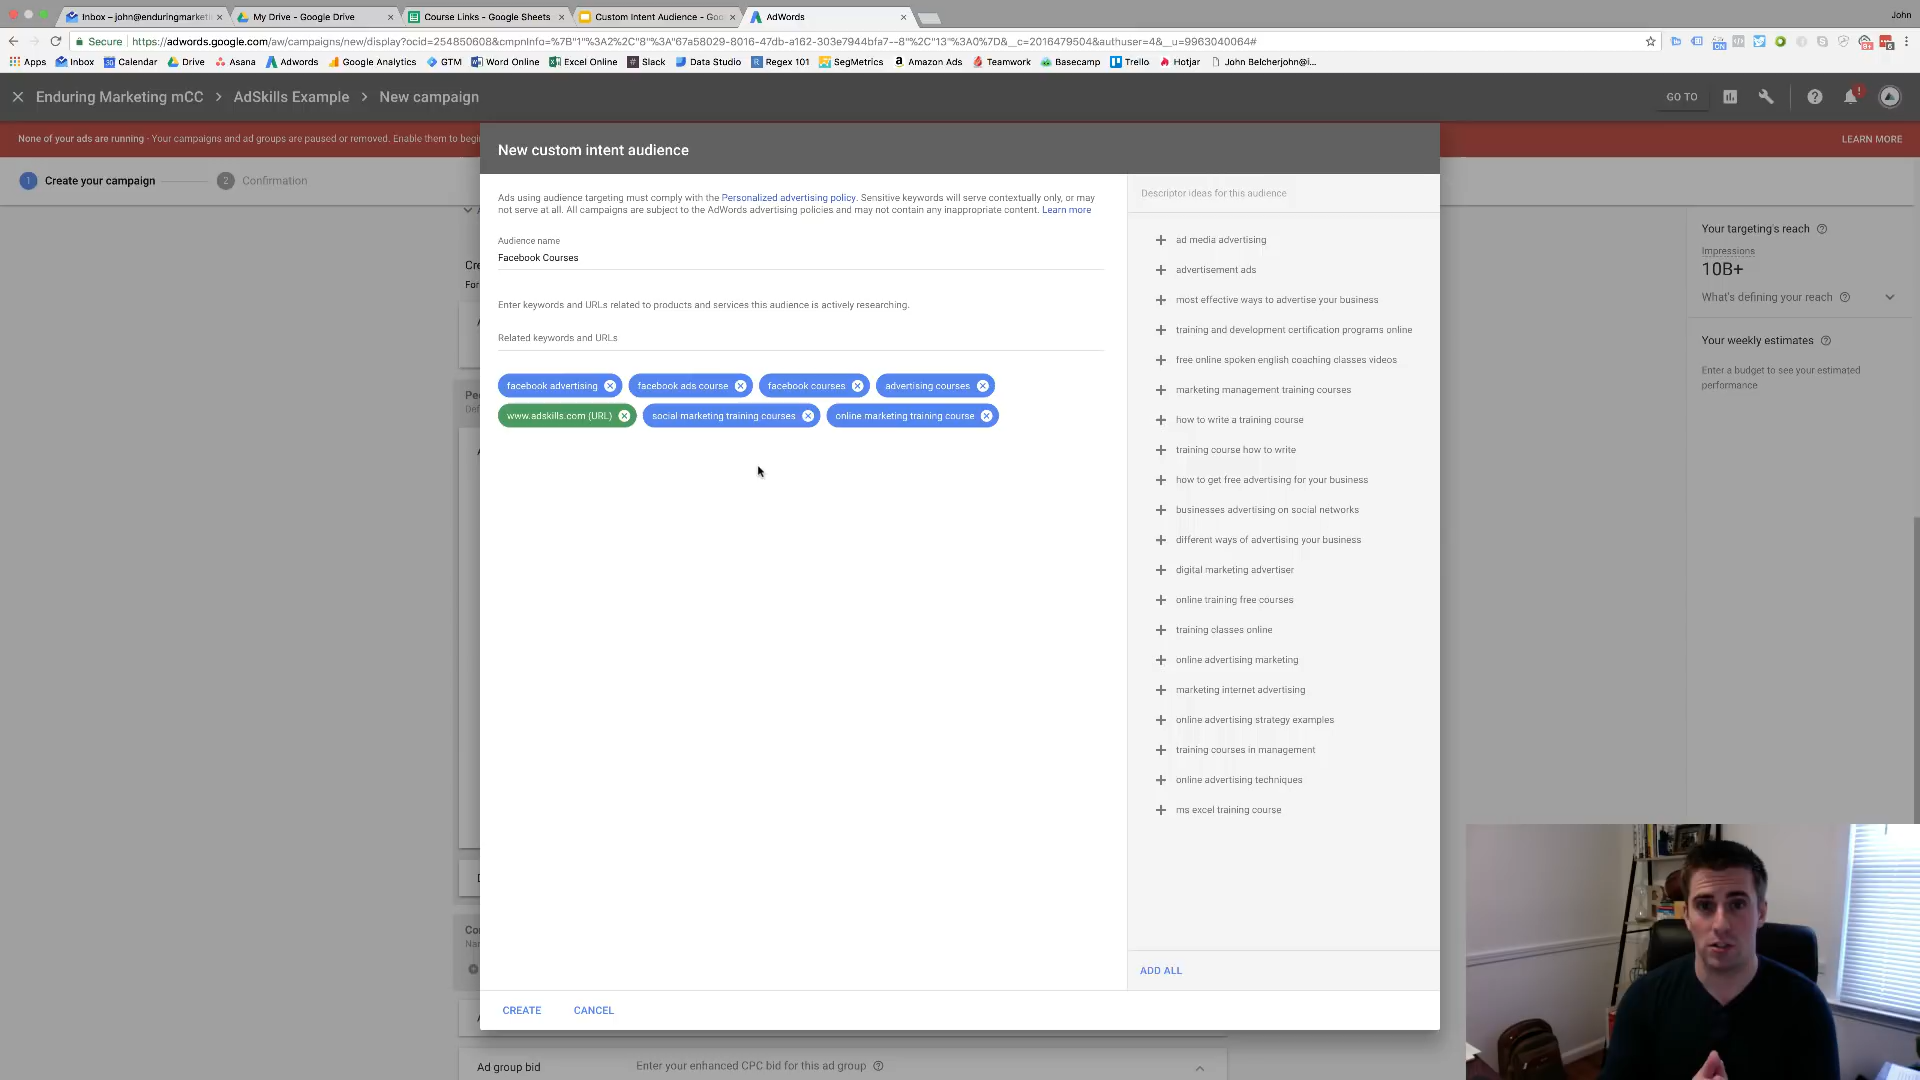 Inbox – john@enduringmarketi
My Drive - Google Drive
Course Links - Google Sheets
Custom Intent Audience - Goo
AdWords
John
Secure
https://adwords.google.com/aw/campaigns/new/display?ocid=254850608&cmpnInfo=%7B"1"%3A2%2C"8"%3A"67a58029-8016-47db-a162-303e7944bfa7--8"%2C"13"%3A0%7D&__c=2016479504&authuser=4&__u=9963040064#
Apps
Inbox
Calendar
Drive
Asana
Adwords
Google Analytics
GTM
Word Online
Excel Online
Slack
Data Studio
Regex 101
SegMetrics
Amazon Ads
Teamwork
Basecamp
Trello
Hotjar
John Belcherjohn@i...
Enduring Marketing mCC > AdSkills Example > New campaign
GO TO
None of your ads are running - Your campaigns and ad groups are paused or removed. Enable them to begi
LEARN MORE
1 Create your campaign
2 Confirmation
New custom intent audience
Ads using audience targeting must comply with the Personalized advertising policy. Sensitive keywords will serve contextually only, or may
not serve at all. All campaigns are subject to the AdWords advertising policies and may not contain any inappropriate content. Learn more
Audience name
Facebook Courses
Enter keywords and URLs related to products and services this audience is actively researching.
Related keywords and URLs
facebook advertising
facebook ads course
facebook courses
advertising courses
www.adskills.com (URL)
social marketing training courses
online marketing training course
CREATE
CANCEL
Descriptor ideas for this audience
ad media advertising
advertisement ads
most effective ways to advertise your business
training and development certification programs online
free online spoken english coaching classes videos
marketing management training courses
how to write a training course
training course how to write
how to get free advertising for your business
businesses advertising on social networks
different ways of advertising your business
digital marketing advertiser
online training free courses
training classes online
online advertising marketing
marketing internet advertising
online advertising strategy examples
training courses in management
online advertising techniques
ms excel training course
ADD ALL
Your targeting's reach
Impressions
10B+
What's defining your reach
Your weekly estimates
Enter a budget to see your estimated
performance
Cre
For
Ad group bid
Enter your enhanced CPC bid for this ad group